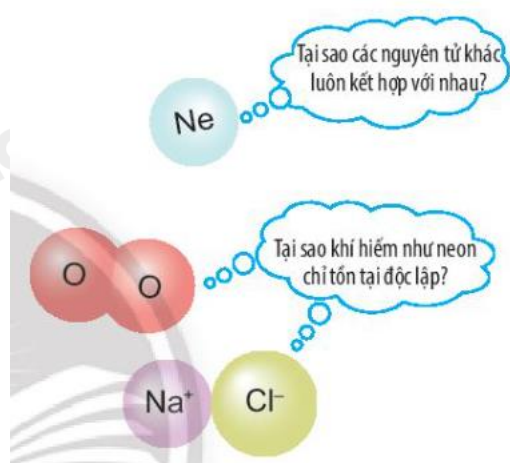 Tại sao các nguyên tử khác
luôn kết hợp với nhau?
Ne
Tại sao khí hiếm như neon
chỉ tồn tại độc lập?
O
O
Na⁺
Cl⁻